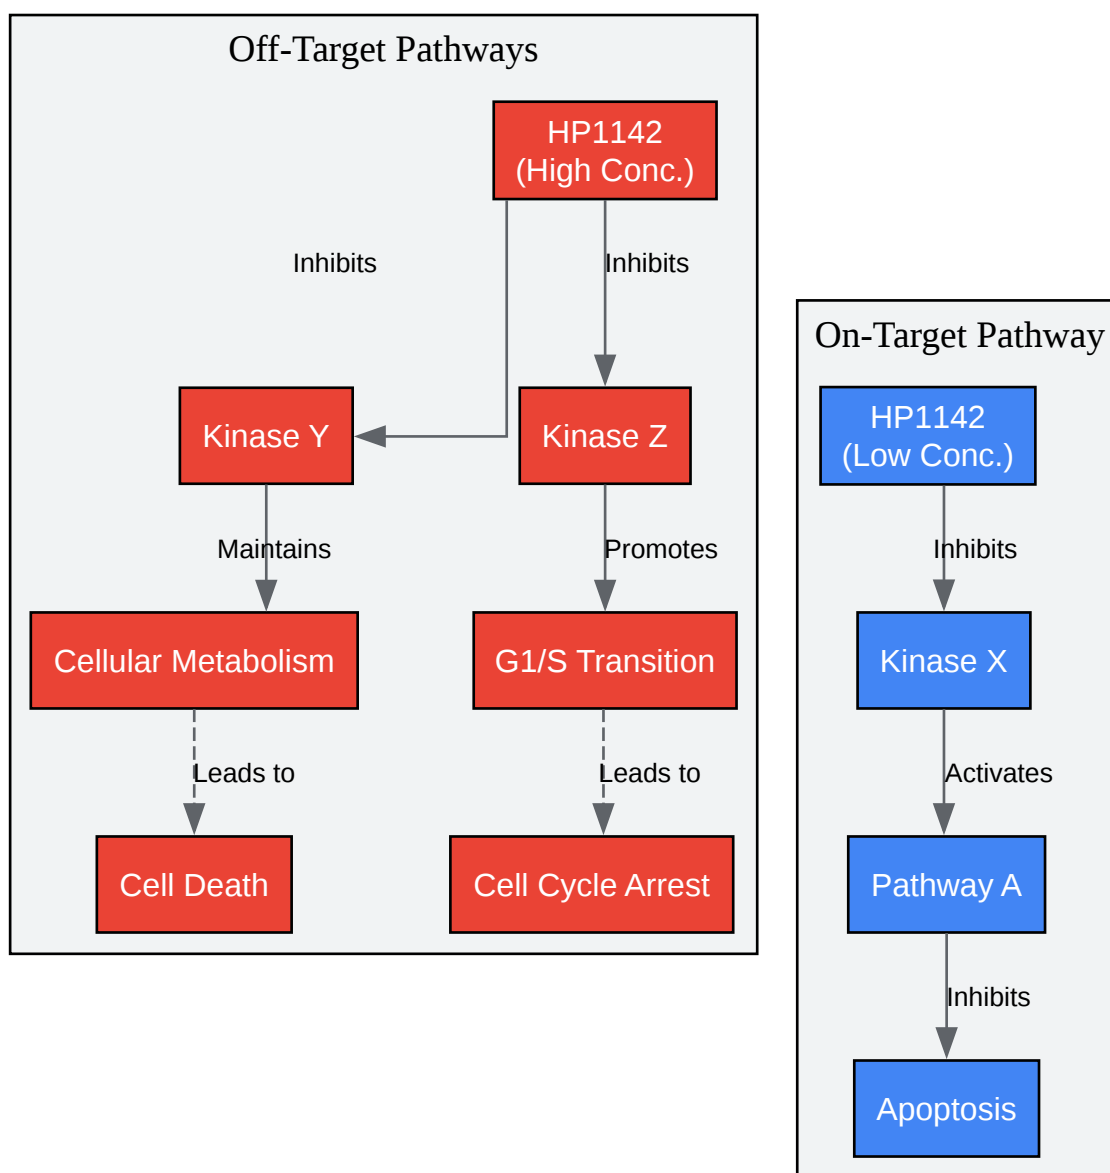 Off-Target Pathways
HP1142
(High Conc.)
Inhibits
Inhibits
Kinase Y
Kinase Z
Maintains
Promotes
Cellular Metabolism
G1/S Transition
Leads to
Leads to
Cell Death
Cell Cycle Arrest
On-Target Pathway
HP1142
(Low Conc.)
Inhibits
Kinase X
Activates
Pathway A
Inhibits
Apoptosis